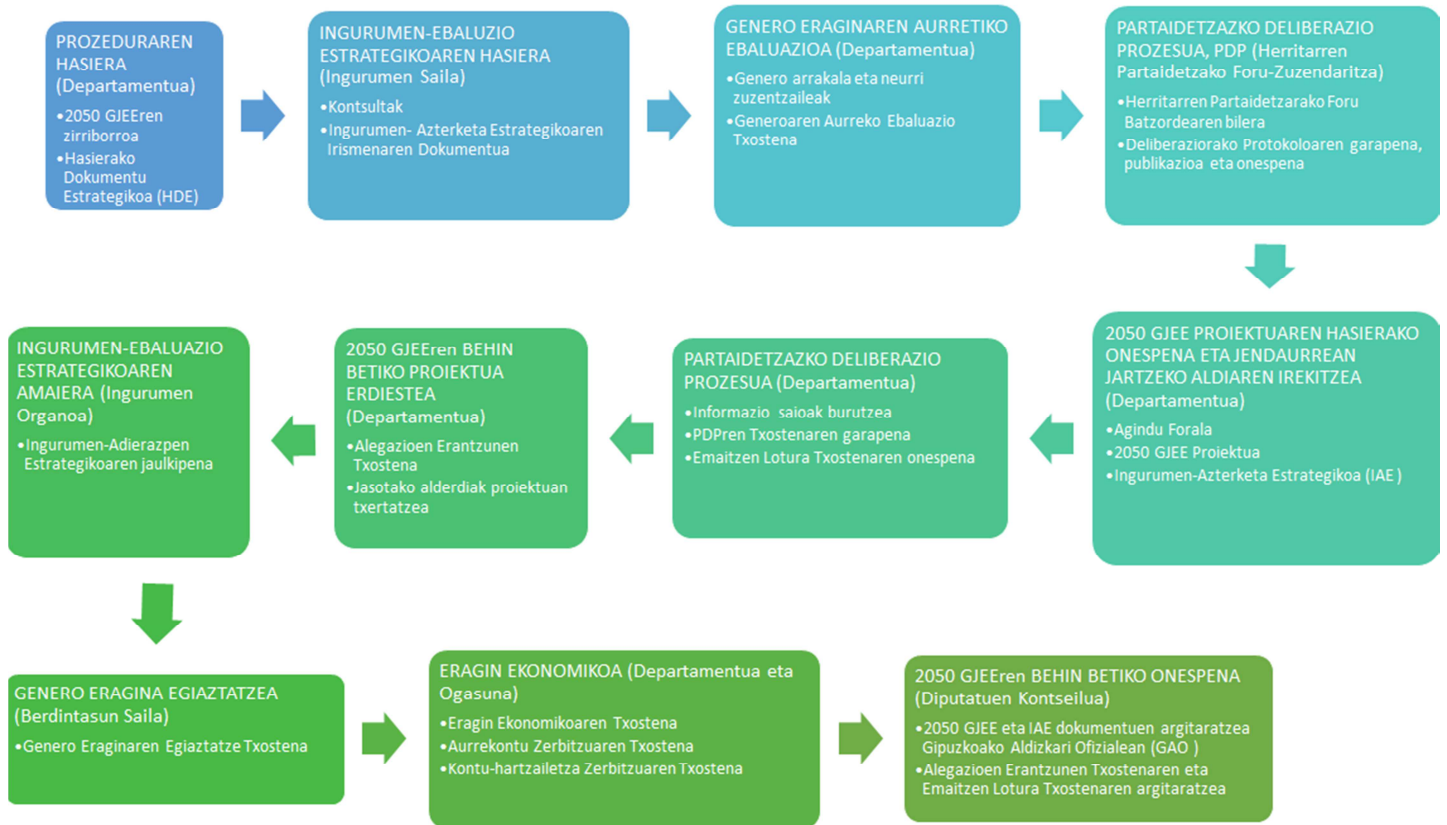 PROZEDURAREN
HASIERA
(Departamentua)
•2050 GJEEren
zirriborroa
•Hasierako
Dokumentu
Estrategikoa (HDE)
INGURUMEN-EBALUZIO
ESTRATEGIKOAREN HASIERA
(Ingurumen Saila)
•Kontsultak
•Ingurumen- Azterketa Estrategikoaren
Irismenaren Dokumentua
GENERO ERAGINAREN AURRETIKO
EBALUAZIOA (Departamentua)
•Genero arrakala eta neurri
zuzentzaileak
•Generoaren Aurreko Ebaluazio
Txostena
PARTAIDETZAZKO DELIBERAZIO
PROZESUA, PDP (Herritarren
Partaidetzako Foru-Zuzendaritza)
•Herritarren Partaidetzarako Foru
Batzordearen bilera
•Deliberaziorako Protokoloaren garapena,
publikazioa eta onespena
2050 GJEE PROIEKTUAREN HASIERAKO
ONESPENA ETA JENDAURREAN
JARTZEKO ALDIAREN IREKITZEA
(Departamentua)
•Agindu Forala
•2050 GJEE Proiektua
•Ingurumen-Azterketa Estrategikoa (IAE )
PARTAIDETZAZKO DELIBERAZIO
PROZESUA (Departamentua)
•Informazio saioak burutzea
•PDPren Txostenaren garapena
•Emaitzen Lotura Txostenaren onespena
2050 GJEEren BEHIN
BETIKO PROIEKTUA
ERDIESTEA
(Departamentua)
•Alegazioen Erantzunen
Txostena
•Jasotako alderdiak proiektuan
txertatzea
INGURUMEN-EBALUAZIO
ESTRATEGIKOAREN
AMAIERA (Ingurumen
Organoa)
•Ingurumen-Adierazpen
Estrategikoaren jaulkipena
GENERO ERAGINA EGIAZTATZEA
(Berdintasun Saila)
•Genero Eraginaren Egiaztatze Txostena
ERAGIN EKONOMIKOA (Departamentua eta
Ogasuna)
•Eragin Ekonomikoaren Txostena
•Aurrekontu Zerbitzuaren Txostena
•Kontu-hartzailetza Zerbitzuaren Txostena
2050 GJEEren BEHIN BETIKO ONESPENA
(Diputatuen Kontseilua)
•2050 GJEE eta IAE dokumentuen argitaratzea
Gipuzkoako Aldizkari Ofizialean (GAO )
•Alegazioen Erantzunen Txostenaren eta
Emaitzen Lotura Txostenaren argitaratzea